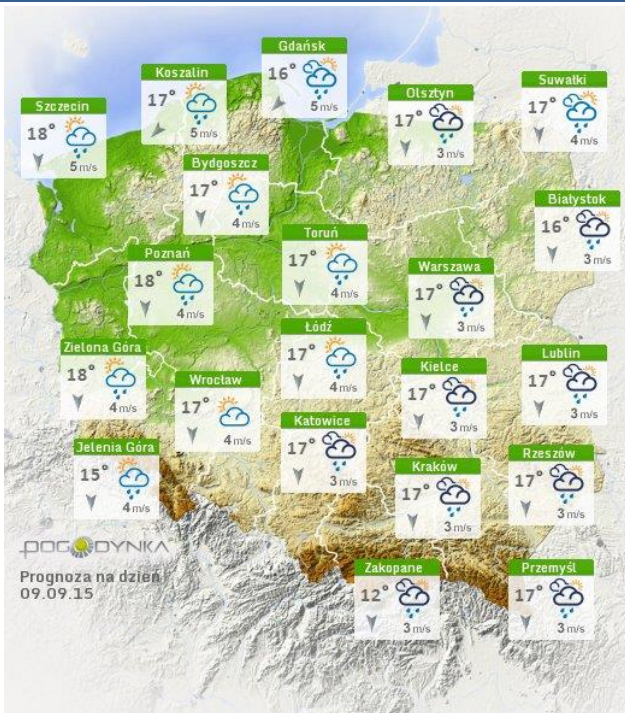 Gdańsk
16°
5 m/s
Koszalin
17°
5 m/s
Szczecin
18°
5 m/s
Olsztyn
17°
3 m/s
Suwałki
17°
4 m/s
Bydgoszcz
17°
4 m/s
Białystok
16°
3 m/s
Toruń
17°
4 m/s
Poznań
18°
4 m/s
Warszawa
17°
3 m/s
Łódź
17°
4 m/s
Zielona Góra
18°
4 m/s
Wrocław
17°
4 m/s
Kielce
17°
3 m/s
Lublin
17°
3 m/s
Katowice
17°
3 m/s
Jelenia Góra
15°
4 m/s
Kraków
17°
3 m/s
Rzeszów
17°
3 m/s
POGODYNKA
Prognoza na dzień
09.09.15
Zakopane
12°
3 m/s
Przemyśl
17°
3 m/s